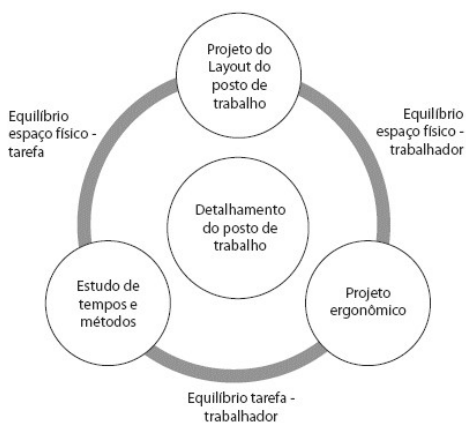 Projeto do
Layout do
posto de
trabalho
Equilíbrio
espaço físico -
tarefa
Equilíbrio
espaço físico -
trabalhador
Detalhamento
do posto de
trabalho
Estudo de
tempos e
métodos
Projeto
ergonômico
Equilíbrio tarefa -
trabalhador